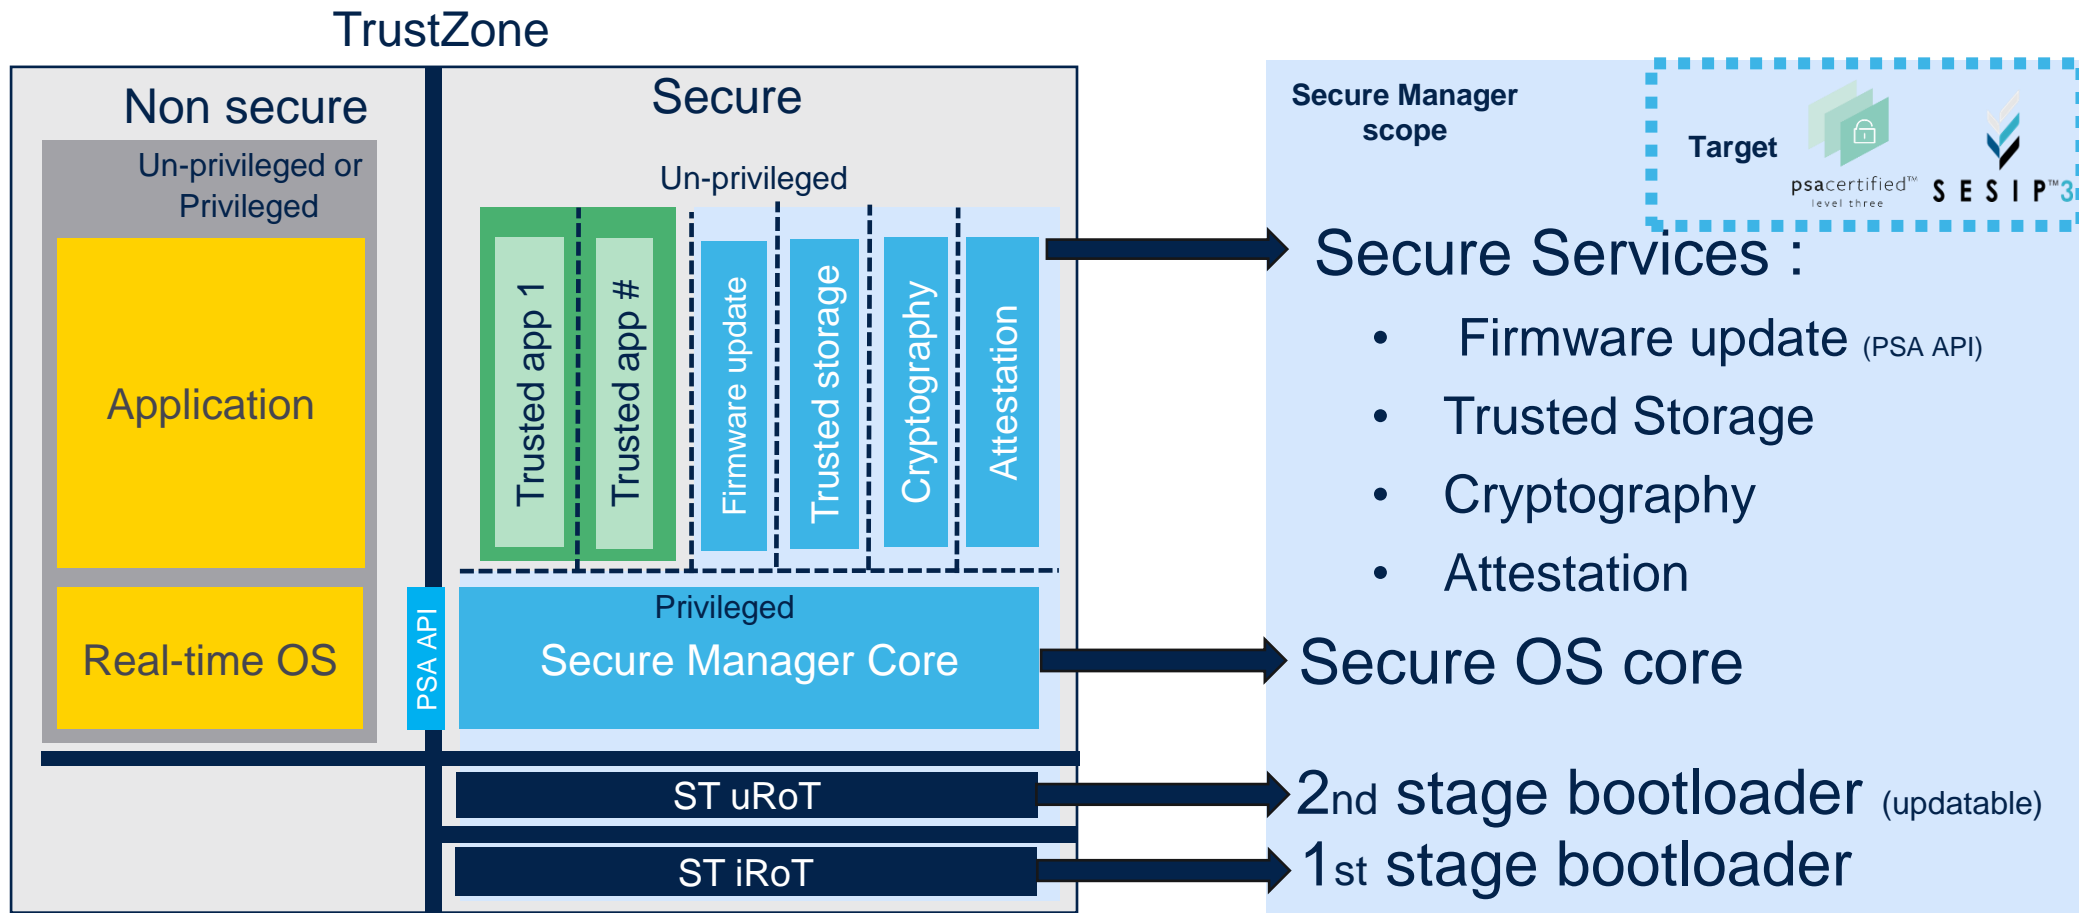 TrustZone
Non secure
Secure
Un-privileged or
Privileged
Un-privileged
Application
Real-time OS
PSA API
Trusted app 1
Trusted app #
Firmware update
Trusted storage
Cryptography
Attestation
Privileged
Secure Manager Core
ST uRoT
ST iRoT
Secure Manager
scope
Target
psacertified™
level three
SESIP™3
Secure Services :
• Firmware update (PSA API)
• Trusted Storage
• Cryptography
• Attestation
Secure OS core
2nd stage bootloader (updatable)
1st stage bootloader